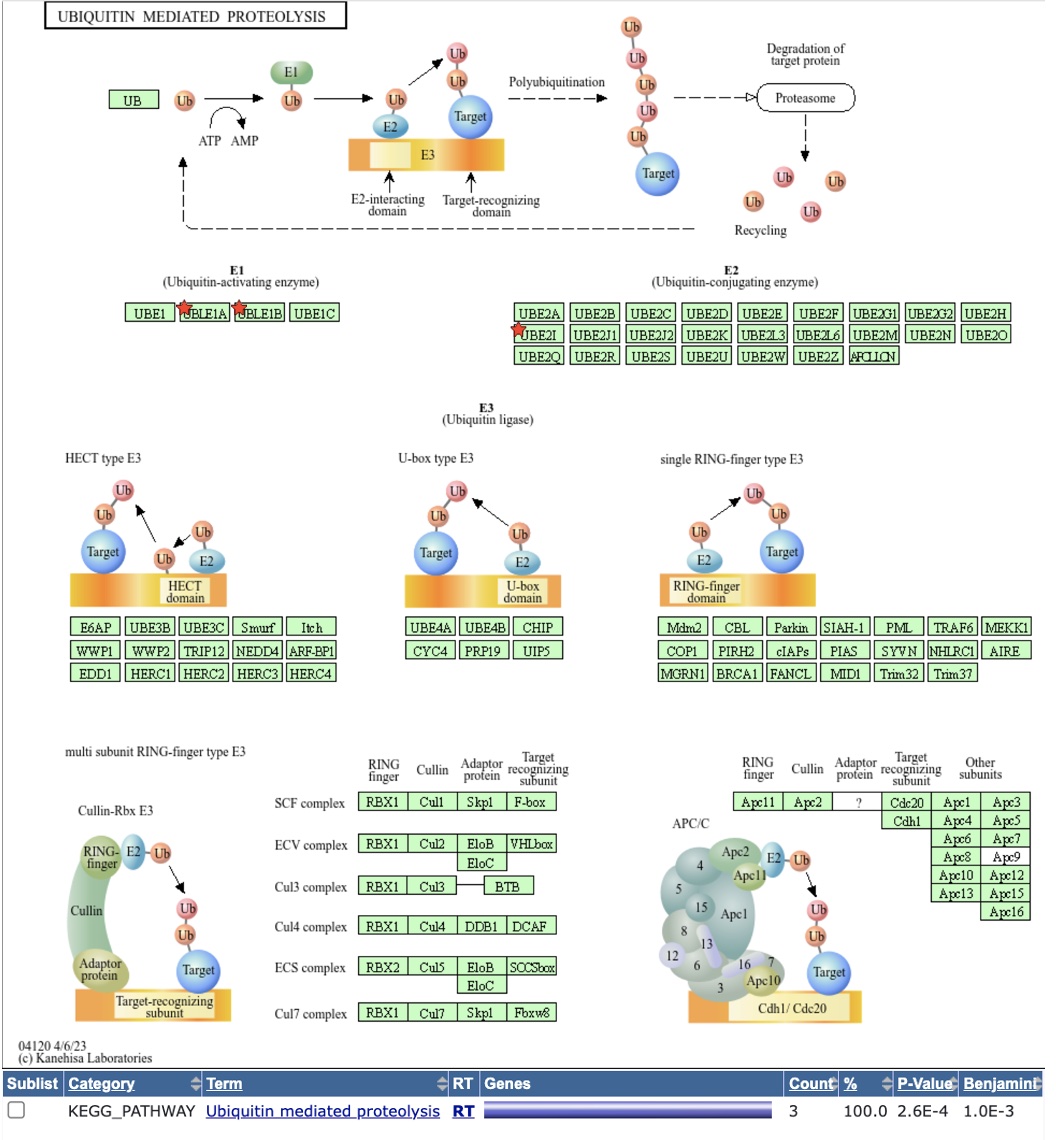 UBIQUITIN MEDIATED PROTEOLYSIS
UB
Ub
ATP
AMP
E1
Ub
Ub
E2
Ub
Ub
Target
E3
E2-interacting
domain
Target-recognizing
domain
Polyubiquitination
Ub
Ub
Ub
Ub
Ub
Target
Degradation of
target protein
Proteasome
Ub
Ub
Ub
Ub
Recycling
E1
(Ubiquitin-activating enzyme)
UBE1 UBLE1A UBLE1B UBE1C
E2
(Ubiquitin-conjugating enzyme)
UBE2A UBE2B UBE2C UBE2D UBE2E UBE2F UBE2G1 UBE2G2 UBE2H
UBE2I UBE2J1 UBE2J2 UBE2K UBE2L3 UBE2L6 UBE2M UBE2N UBE2O
UBE2Q UBE2R UBE2S UBE2U UBE2W UBE2Z
E3
(Ubiquitin ligase)
HECT type E3
Ub
Ub
Target
Ub
Ub
E2
HECT
domain
E6AP UBE3B UBE3C Smurf Itch
WWP1 WWP2 TRIP12 NEDD4 ARF-BP1
EDD1 HERC1 HERC2 HERC3 HERC4
U-box type E3
Ub
Ub
Target
Ub
E2
U-box
domain
UBE4A UBE4B CHIP
CYC4 PRP19 UIP5
single RING-finger type E3
Ub
Ub
Ub
E2
Target
RING-finger
domain
Mdm2 CBL Parkin SIAH-1 PML TRAF6 MEKK1
COP1 PIRH2 cIAPs PIAS SYVN NHLRC1 AIRE
MGRN1 BRCA1 FANCL MID1 Trim32 Trim37
multi subunit RING-finger type E3
Cullin-Rbx E3
RING-
finger
E2
Ub
Cullin
Ub
Ub
Adaptor
protein
Target
Target-recognizing
subunit
RING
finger
Cullin
Adaptor
protein
Target
recognizing
subunit
SCF complex RBX1 Cul1 Skp1 F-box
ECV complex RBX1 Cul2 EloB VHLbox
EloC
Cul3 complex RBX1 Cul3 BTB
Cul4 complex RBX1 Cul4 DDB1 DCAF
ECS complex RBX2 Cul5 EloB SOCSbox
EloC
Cul7 complex RBX1 Cul7 Skp1 Fbxw8
RING
finger
Cullin
Adaptor
protein
Target
recognizing
subunit
Other
subunits
Apc11 Apc2 ? Cdc20 Apc1 Apc3
Cdh1 Apc4 Apc5
Apc6 Apc7
Apc8 Apc9
Apc10 Apc12
Apc13 Apc15
Apc16
APC/C
Apc2
E2
Ub
4
Apc11
5
15
Apc1
Ub
8
13
Ub
12
6
16
7
3
Apc10
Target
Cdh1/ Cdc20
04120 4/6/23
(c) Kanehisa Laboratories
Sublist Category Term RT Genes Count % P-Value Benjamini
KEGG_PATHWAY Ubiquitin mediated proteolysis RT 3 100.0 2.6E-4 1.0E-3